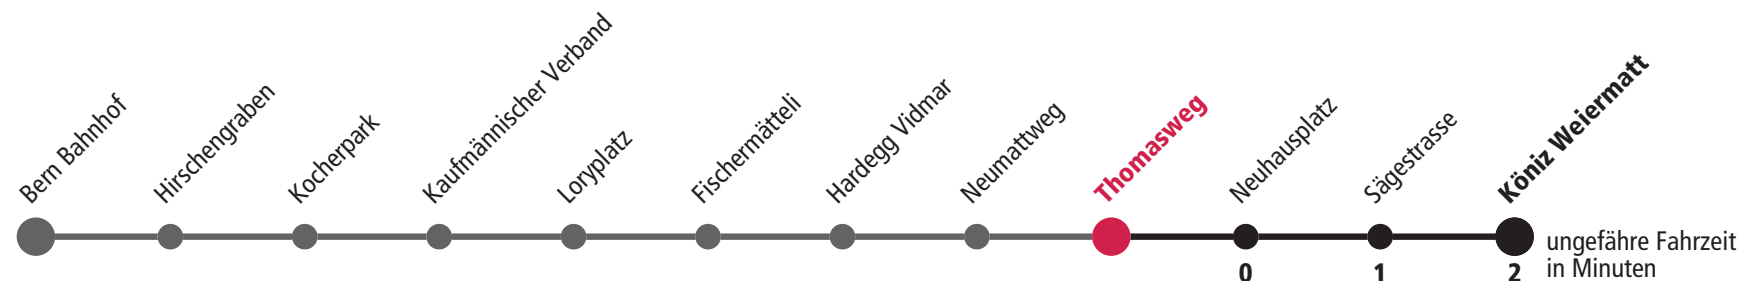 Bern Bahnhof
Hirschengraben
Kocherpark
Kaufmännischer Verband
Loryplatz
Fischermätteli
Hardegg Vidmar
Neumattweg
Thomasweg
Neuhausplatz
Sägestrasse
Köniz Weiermatt
0
1
2
ungefähre Fahrzeit
in Minuten